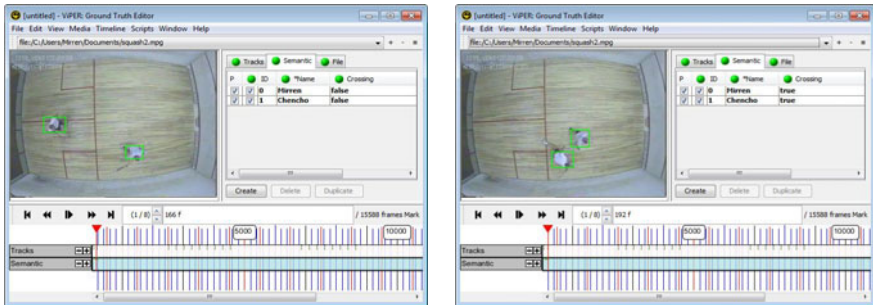 [untitled] - ViPER: Ground Truth Editor
File Edit View Media Timeline Scripts Window Help
file:/C:/Users/Mirren/Documents/squash2.mpg
Tracks Semantic File
P ID *Name Crossing
0 Mirren false
1 Chencho false
Create Delete Duplicate
(1/8) 166 f / 15588 frames Mark
5000 10000
Tracks
Semantic
[untitled] - ViPER: Ground Truth Editor
File Edit View Media Timeline Scripts Window Help
file:/C:/Users/Mirren/Documents/squash2.mpg
Tracks Semantic File
P ID *Name Crossing
0 Mirren true
1 Chencho true
Create Delete Duplicate
(1/8) 192 f / 15588 frames Mark
5000 10000
Tracks
Semantic